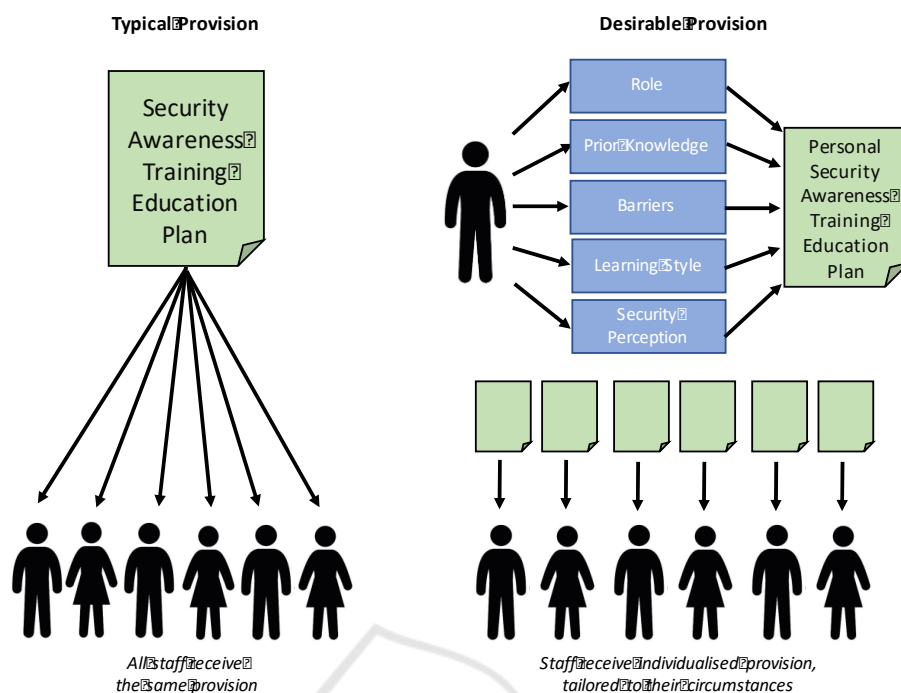 Typical Provision
Security
Awareness
Training
Education
Plan
All staff receive
the same provision
Desirable Provision
Role
Prior Knowledge
Barriers
Learning Style
Security
Perception
Personal
Security
Awareness
Training
Education
Plan
Staff receive individualised provision,
tailored to their circumstances